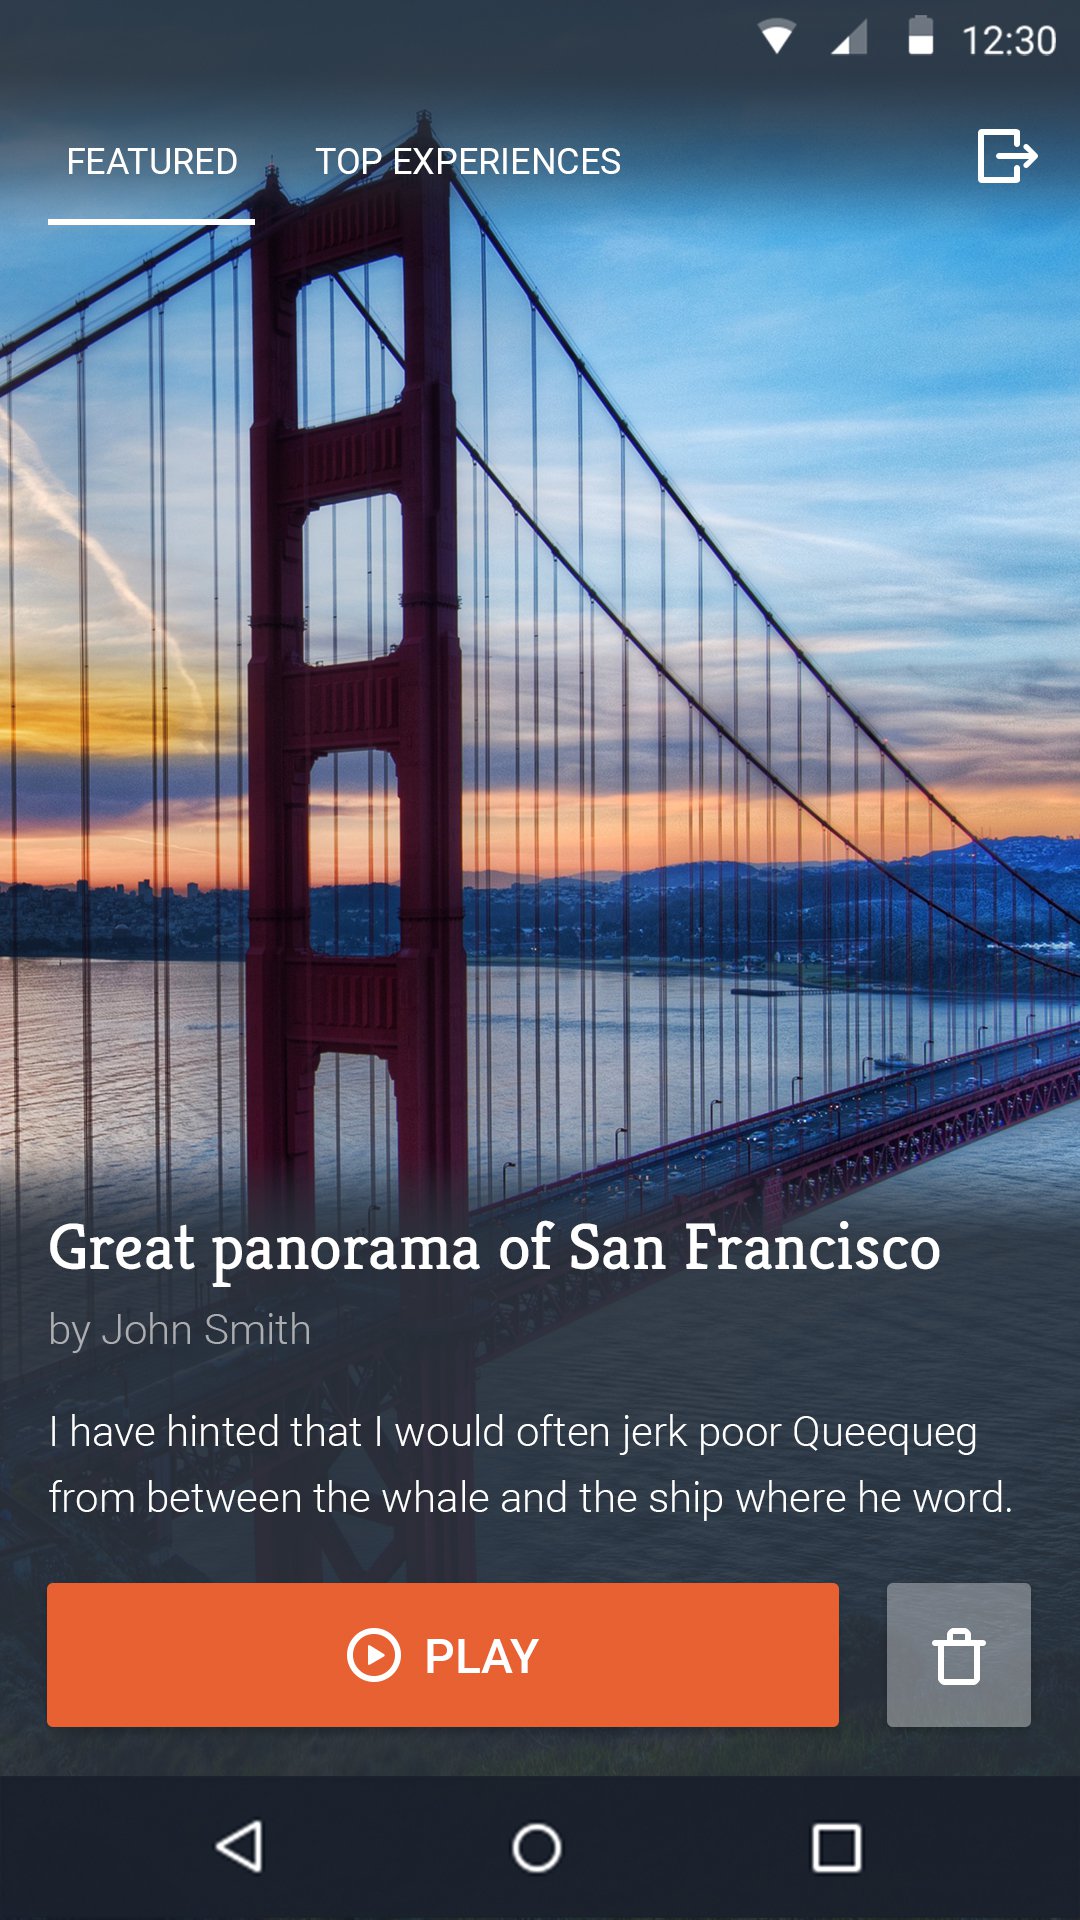 12:30
FEATURED
TOP EXPERIENCES
Great panorama of San Francisco
by John Smith
I have hinted that I would often jerk poor Queequeg
from between the whale and the ship where he word.
PLAY